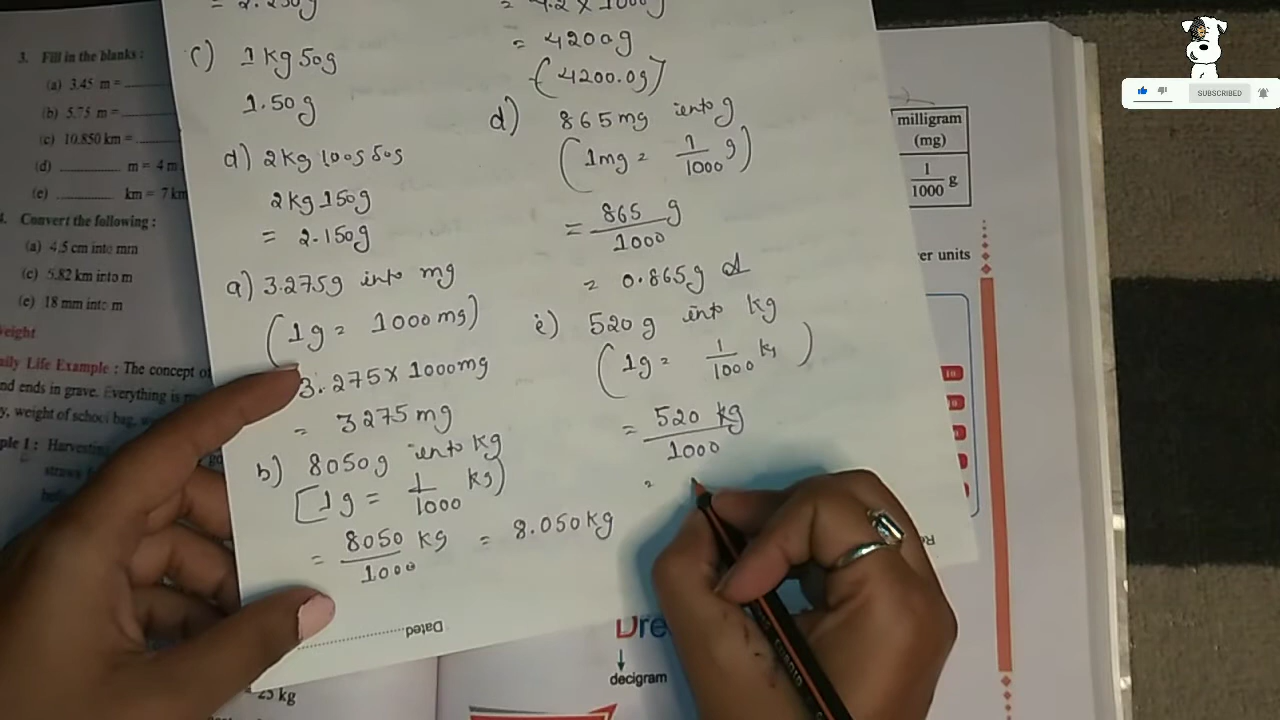 3. Fill in the blanks :
(a) 3.45 m =
(b) 5.75 m =
(c) 10.850 km =
(d) m = 4 m
(e) km = 7 km
4. Convert the following :
(a) 4.5 cm into mm
(c) 5.82 km into m
(e) 18 mm into m
Daily Life Example : The concept of
and ends in grave. Everything is
weight of school bag,
= 25 kg
c) 1kg 50g
1.50g
d) 2kg 100g 50g
2kg 150g
= 2.150g
a) 3.275g into mg
(1g = 1000mg)
3.275 x 1000mg
= 3275 mg
b) 8050g into kg
[1g = 1/1000 kg)
= 8050/1000 kg = 8.050kg
= 4.2 x 1000g
= 4200g
(4200.0g)
d) 865mg into g
(1mg = 1/1000 g)
= 865/1000 g
= 0.865g
e) 520g into kg
(1g = 1/1000 kg)
= 520 kg/1000
=
Dated
milligram
(mg)
1/1000 g
er units
Dre
decigram
SUBSCRIBED